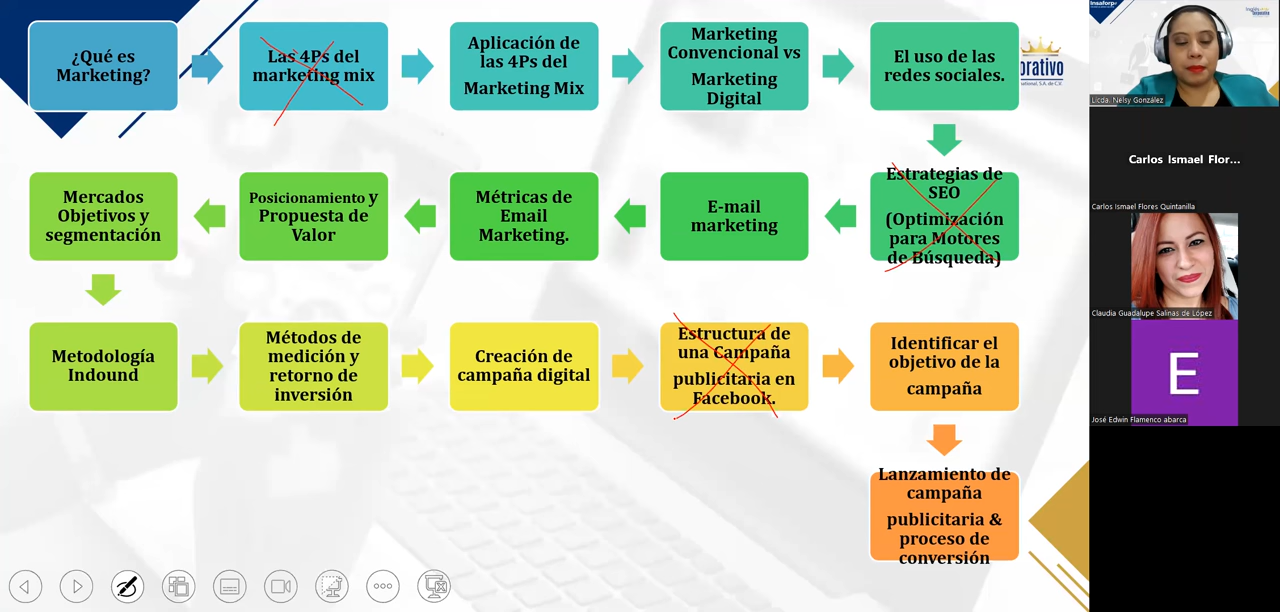 ¿Qué es
Marketing?
Las 4Ps del
marketing mix
Aplicación de
las 4Ps del
Marketing Mix
Marketing
Convencional vs
Marketing
Digital
El uso de las
redes sociales.
Estrategias de
SEO
(Optimización
para Motores
de Búsqueda)
E-mail
marketing
Métricas de
Email
Marketing.
Posicionamiento y
Propuesta de
Valor
Mercados
Objetivos y
segmentación
Metodología
Indound
Métodos de
medición y
retorno de
inversión
Creación de
campaña digital
Estructura de
una Campaña
publicitaria en
Facebook.
Identificar el
objetivo de la
campaña
Lanzamiento de
campaña
publicitaria &
proceso de
conversión
Insaforp
Licda. Nelsy González
Carlos Ismael Flor...
Carlos Ismael Flores Quintanilla
Claudia Guadalupe Salinas de López
E
José Edwin Flamenco abarca